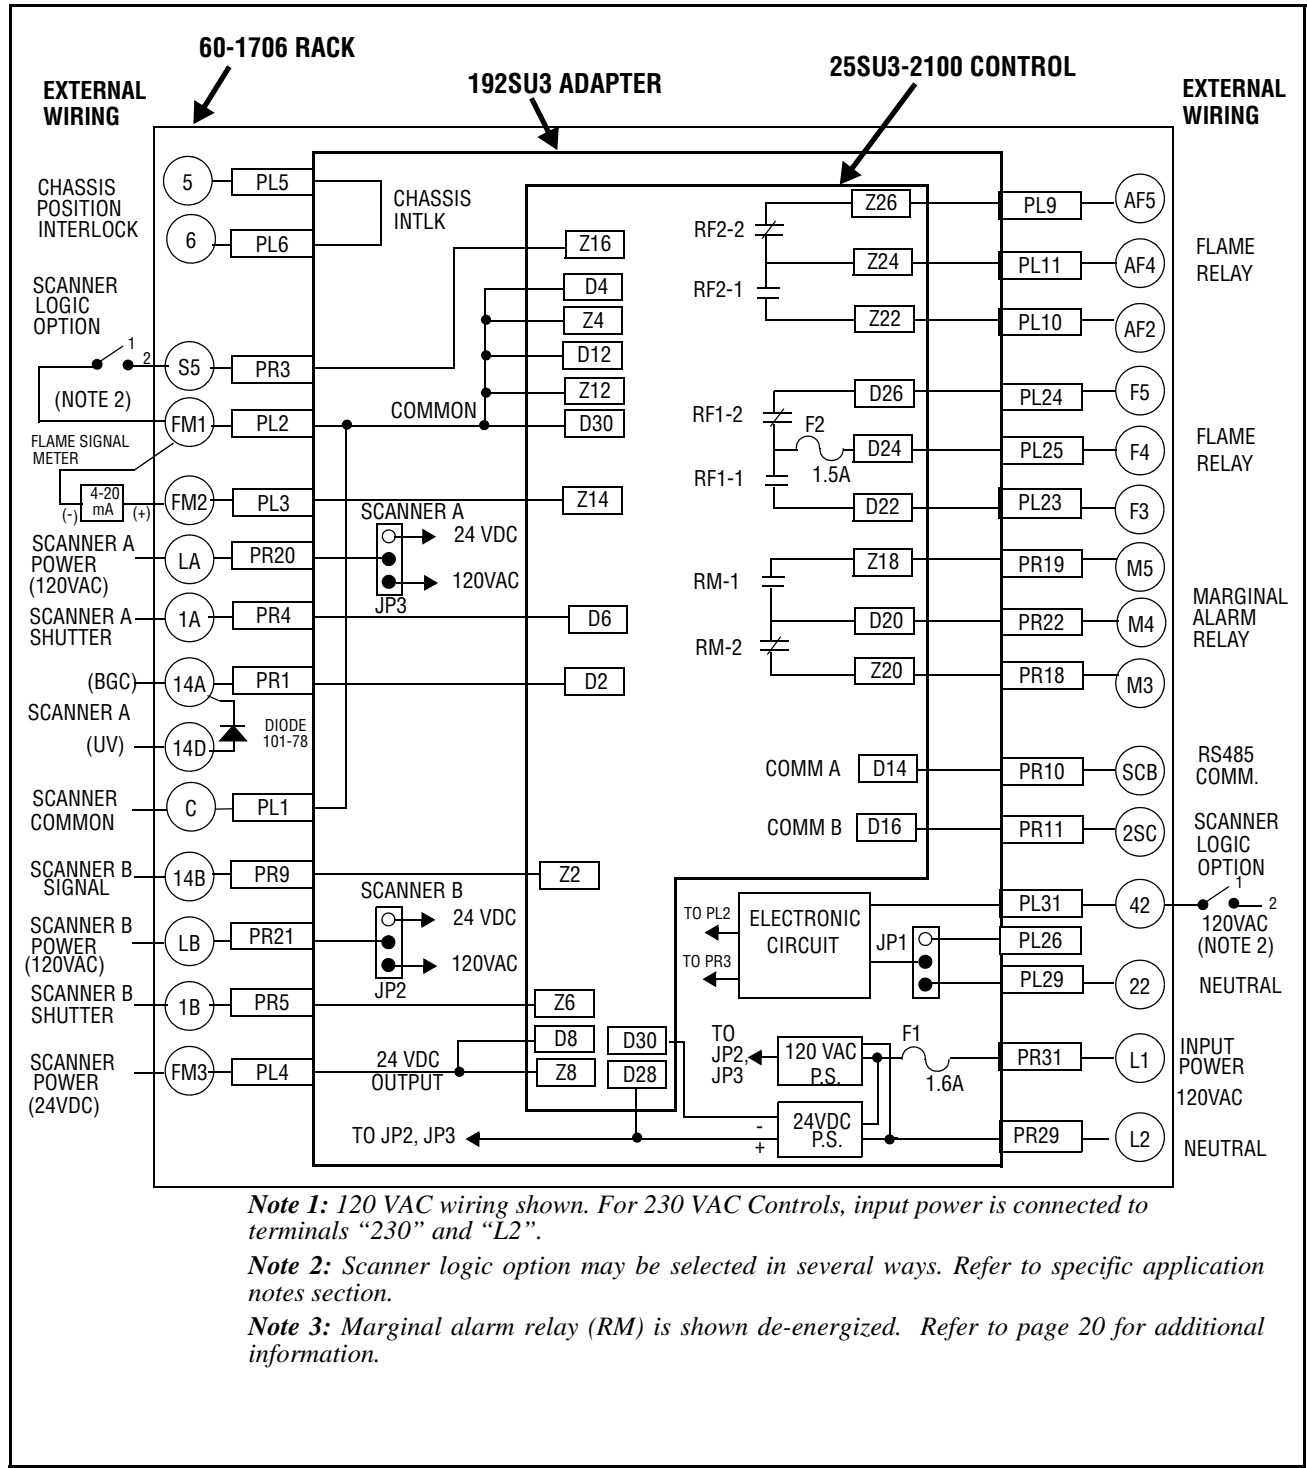 60-1706 RACK
192SU3 ADAPTER
25SU3-2100 CONTROL
EXTERNAL
WIRING
EXTERNAL
WIRING
CHASSIS
POSITION
INTERLOCK
5
PL5
6
PL6
CHASSIS
INTLK
SCANNER
LOGIC
OPTION
1
2
(NOTE 2)
S5
PR3
FM1
PL2
COMMON
FLAME SIGNAL
METER
4-20
mA
(-)
(+)
FM2
PL3
SCANNER A
24 VDC
120VAC
JP3
SCANNER A
POWER
(120VAC)
LA
PR20
SCANNER A
SHUTTER
1A
PR4
(BGC)
14A
PR1
SCANNER A
(UV)
14D
DIODE
101-78
SCANNER
COMMON
C
PL1
SCANNER B
SIGNAL
14B
PR9
SCANNER B
24 VDC
120VAC
JP2
SCANNER B
POWER
(120VAC)
LB
PR21
SCANNER B
SHUTTER
1B
PR5
SCANNER
POWER
(24VDC)
FM3
PL4
24 VDC
OUTPUT
Z16
D4
Z4
D12
Z12
D30
Z14
D6
D2
Z2
Z6
D8
Z8
D30
D28
TO JP2, JP3
RF2-2
RF2-1
Z26
Z24
Z22
PL9
PL11
PL10
AF5
AF4
AF2
FLAME
RELAY
RF1-2
RF1-1
F2
1.5A
D26
D24
D22
PL24
PL25
PL23
F5
F4
F3
FLAME
RELAY
RM-1
RM-2
Z18
D20
Z20
PR19
PR22
PR18
M5
M4
M3
MARGINAL
ALARM
RELAY
COMM A
D14
PR10
SCB
RS485
COMM.
COMM B
D16
PR11
2SC
SCANNER
LOGIC
OPTION
1
2
120VAC
(NOTE 2)
TO PL2
TO PR3
ELECTRONIC
CIRCUIT
JP1
PL31
42
PL26
PL29
22
NEUTRAL
TO
JP2,
JP3
120 VAC
P.S.
F1
1.6A
PR31
L1
INPUT
POWER
120VAC
24VDC
P.S.
-
+
PR29
L2
NEUTRAL
Note 1: 120 VAC wiring shown. For 230 VAC Controls, input power is connected to
terminals “230” and “L2”.
Note 2: Scanner logic option may be selected in several ways. Refer to specific application
notes section.
Note 3: Marginal alarm relay (RM) is shown de-energized. Refer to page 20 for additional
information.